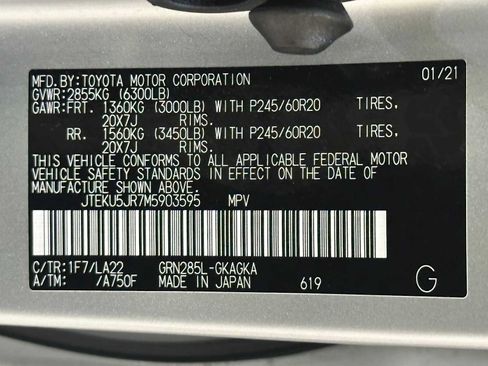 MFD.BY:TOYOTA MOTOR CORPORATION 01/21
GVWR:2855KG (6300LB)
GAWR:FRT. 1360KG (3000LB) WITH P245/60R20 TIRES,
20X7J RIMS.
RR. 1560KG (3450LB) WITH P245/60R20 TIRES,
20X7J RIMS.
THIS VEHICLE CONFORMS TO ALL APPLICABLE FEDERAL MOTOR
VEHICLE SAFETY STANDARDS IN EFFECT ON THE DATE OF
MANUFACTURE SHOWN ABOVE.
JTEKU5JR7M5903595 MPV
C/TR:1F7/LA22 GRN285L-GKAGKA
A/TM: /A750F MADE IN JAPAN 619 G